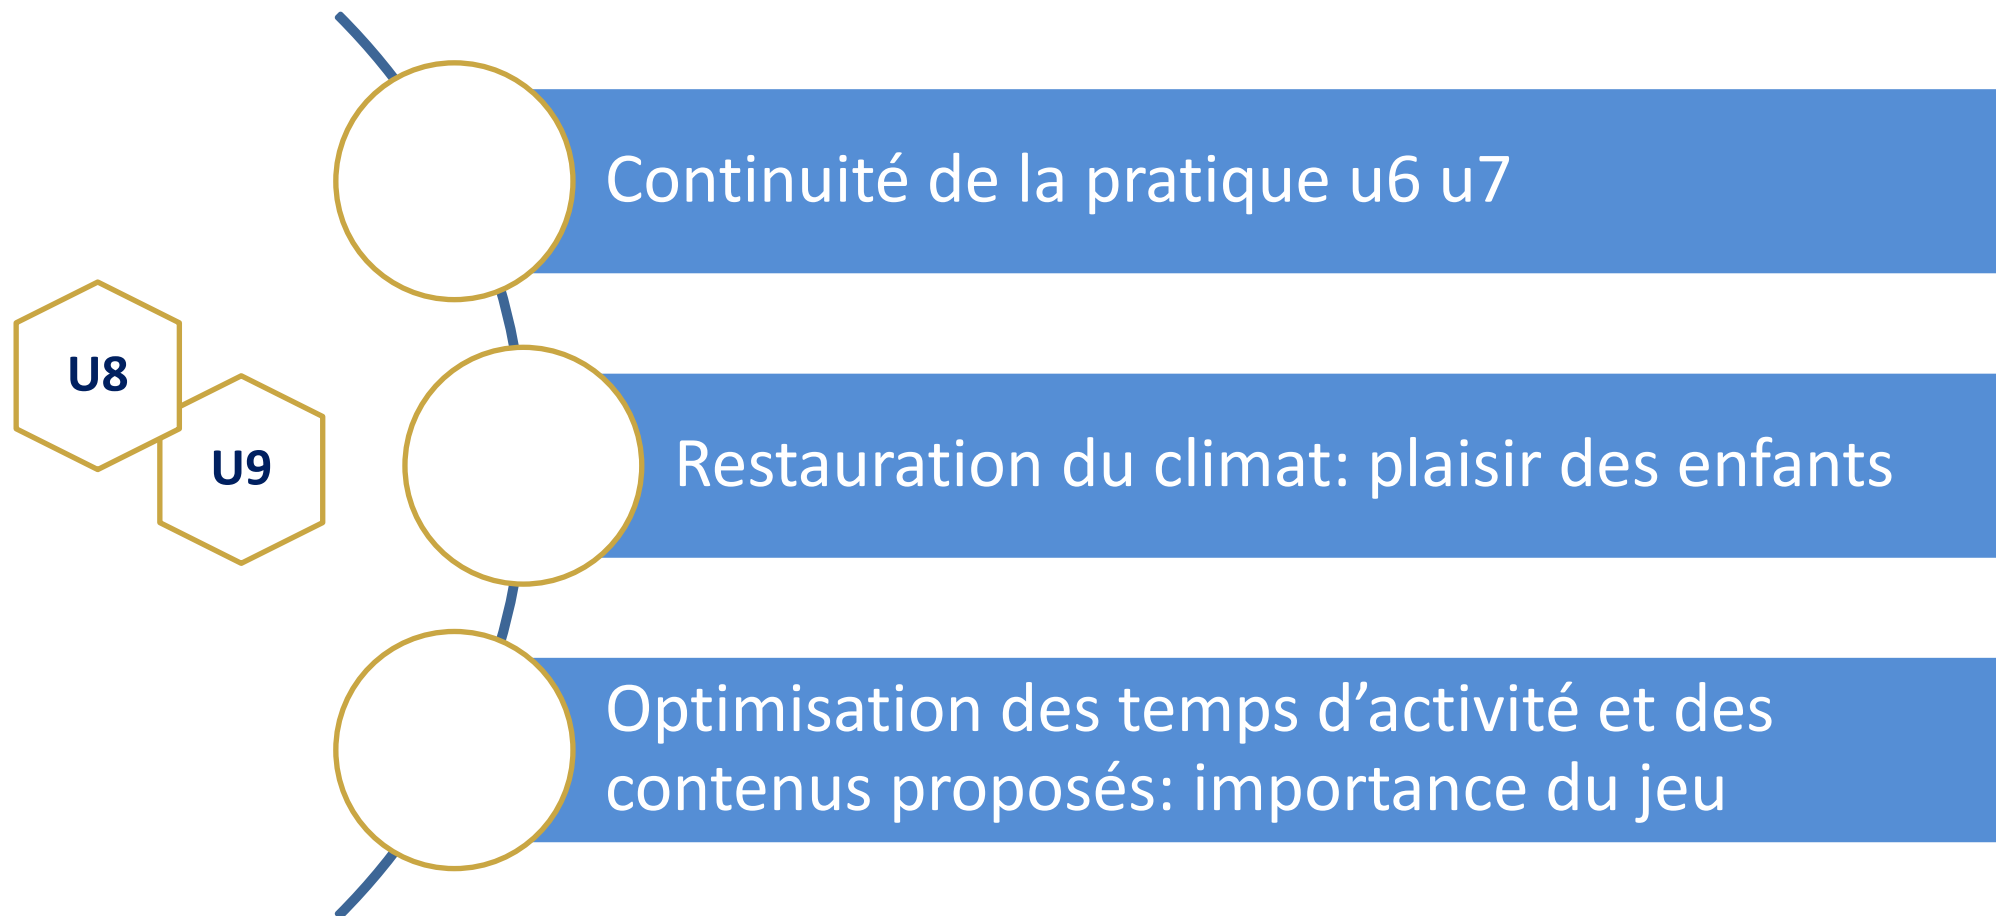 U8
U9
Continuité de la pratique u6 u7
Restauration du climat: plaisir des enfants
Optimisation des temps d’activité et des
contenus proposés: importance du jeu